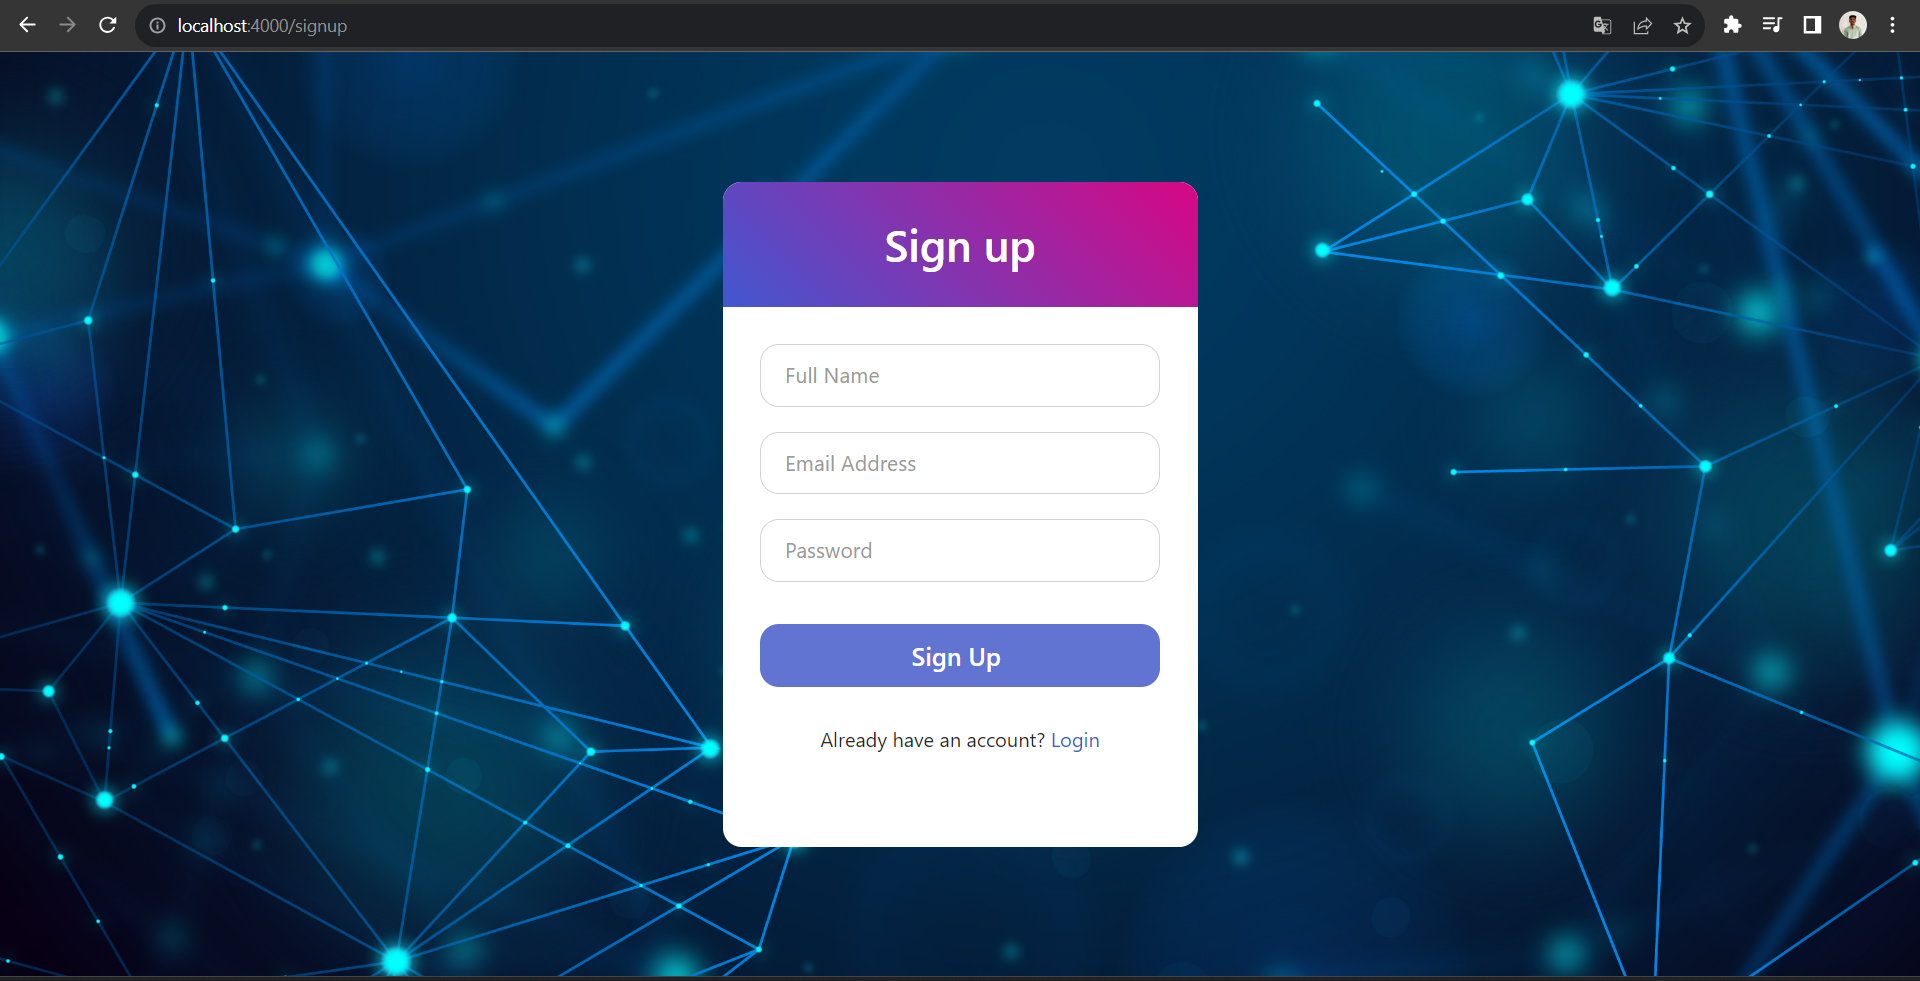 localhost:4000/signup
Sign up
Full Name
Email Address
Password
Sign Up
Already have an account? Login